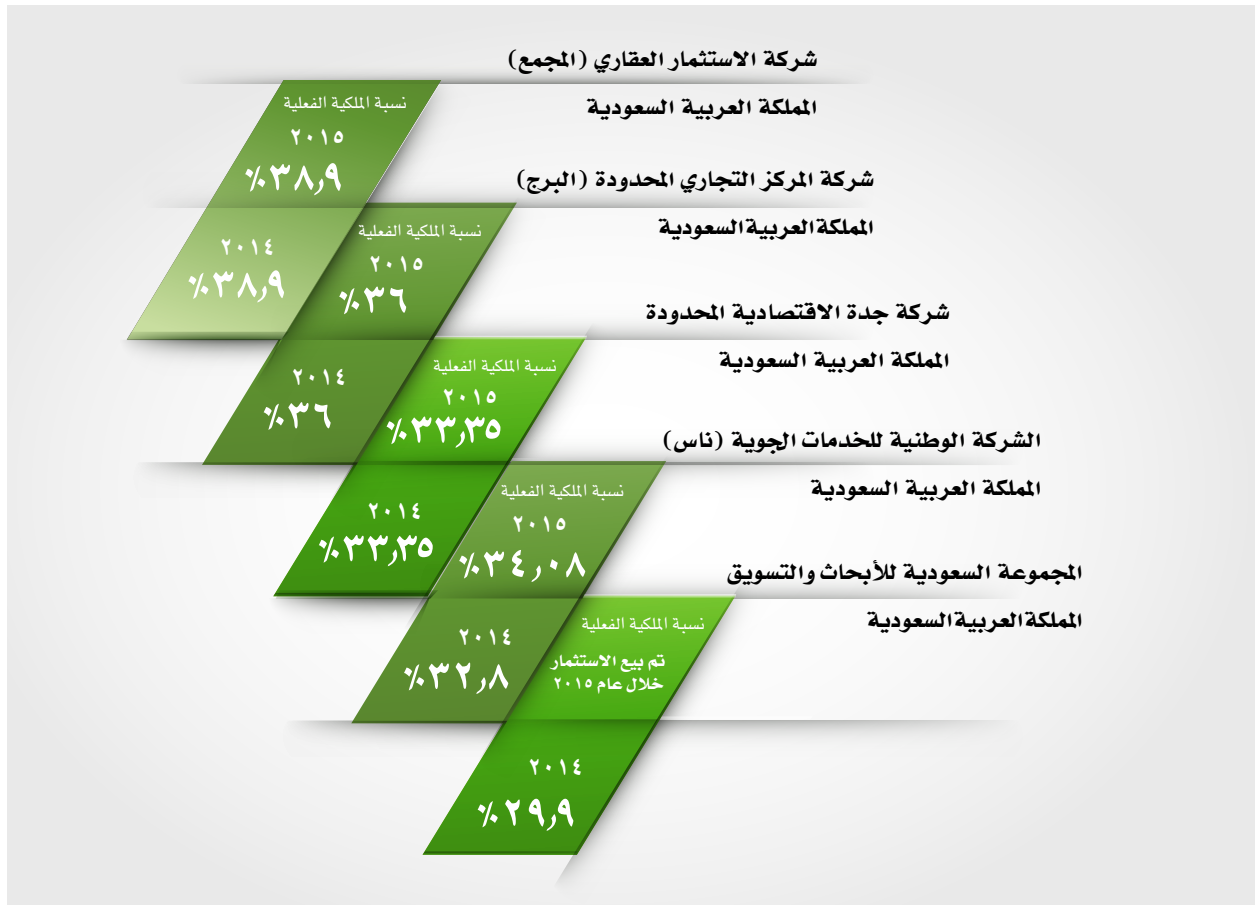 شركة الاستثمار العقاري (المجمع)
المملكة العربية السعودية
نسبة الملكية الفعلية
٢٠١٥
٣٨,٩٪
٢٠١٤
٣٨,٩٪
شركة المركز التجاري المحدودة (البرج)
المملكة العربية السعودية
نسبة الملكية الفعلية
٢٠١٥
٣٦٪
٢٠١٤
٣٦٪
شركة جدة الاقتصادية المحدودة
المملكة العربية السعودية
نسبة الملكية الفعلية
٢٠١٥
٣٣,٣٥٪
٢٠١٤
٣٣,٣٥٪
الشركة الوطنية للخدمات الجوية (ناس)
المملكة العربية السعودية
نسبة الملكية الفعلية
٢٠١٥
٣٤,٠٨٪
٢٠١٤
٣٢,٨٪
المجموعة السعودية للأبحاث والتسويق
المملكة العربية السعودية
نسبة الملكية الفعلية
تم بيع الاستثمار
خلال عام ٢٠١٥
٢٠١٤
٢٩,٩٪